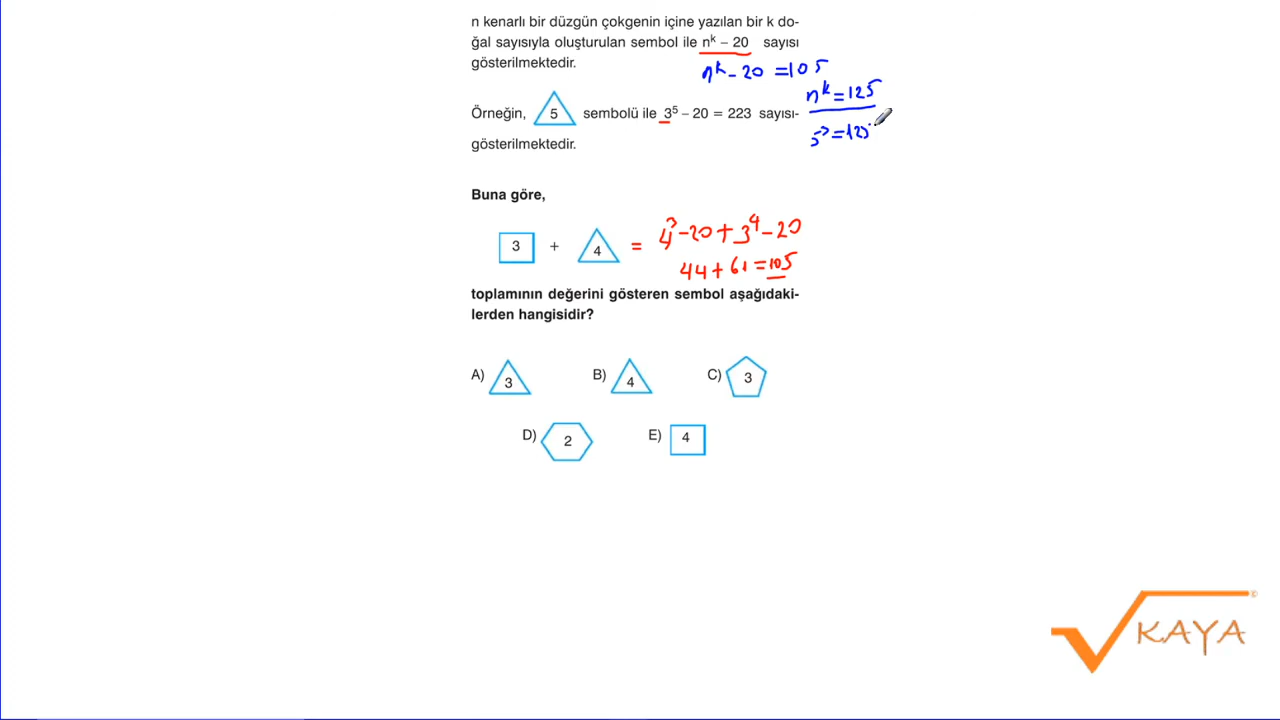 n kenarlı bir düzgün çokgenin içine yazılan bir k do-
ğal sayısıyla oluşturulan sembol ile nᵏ – 20 sayısı
gösterilmektedir.
nᵏ - 20 = 105
nᵏ = 125
Örneğin, 5 sembolü ile 3⁵ – 20 = 223 sayısı-
5³ = 125
gösterilmektedir.
Buna göre,
3 + 4 = 4³ - 20 + 3⁴ - 20
44 + 61 = 105
toplamının değerini gösteren sembol aşağıdaki-
lerden hangisidir?
A) 3 B) 4 C) 3
D) 2 E) 4
KAYA